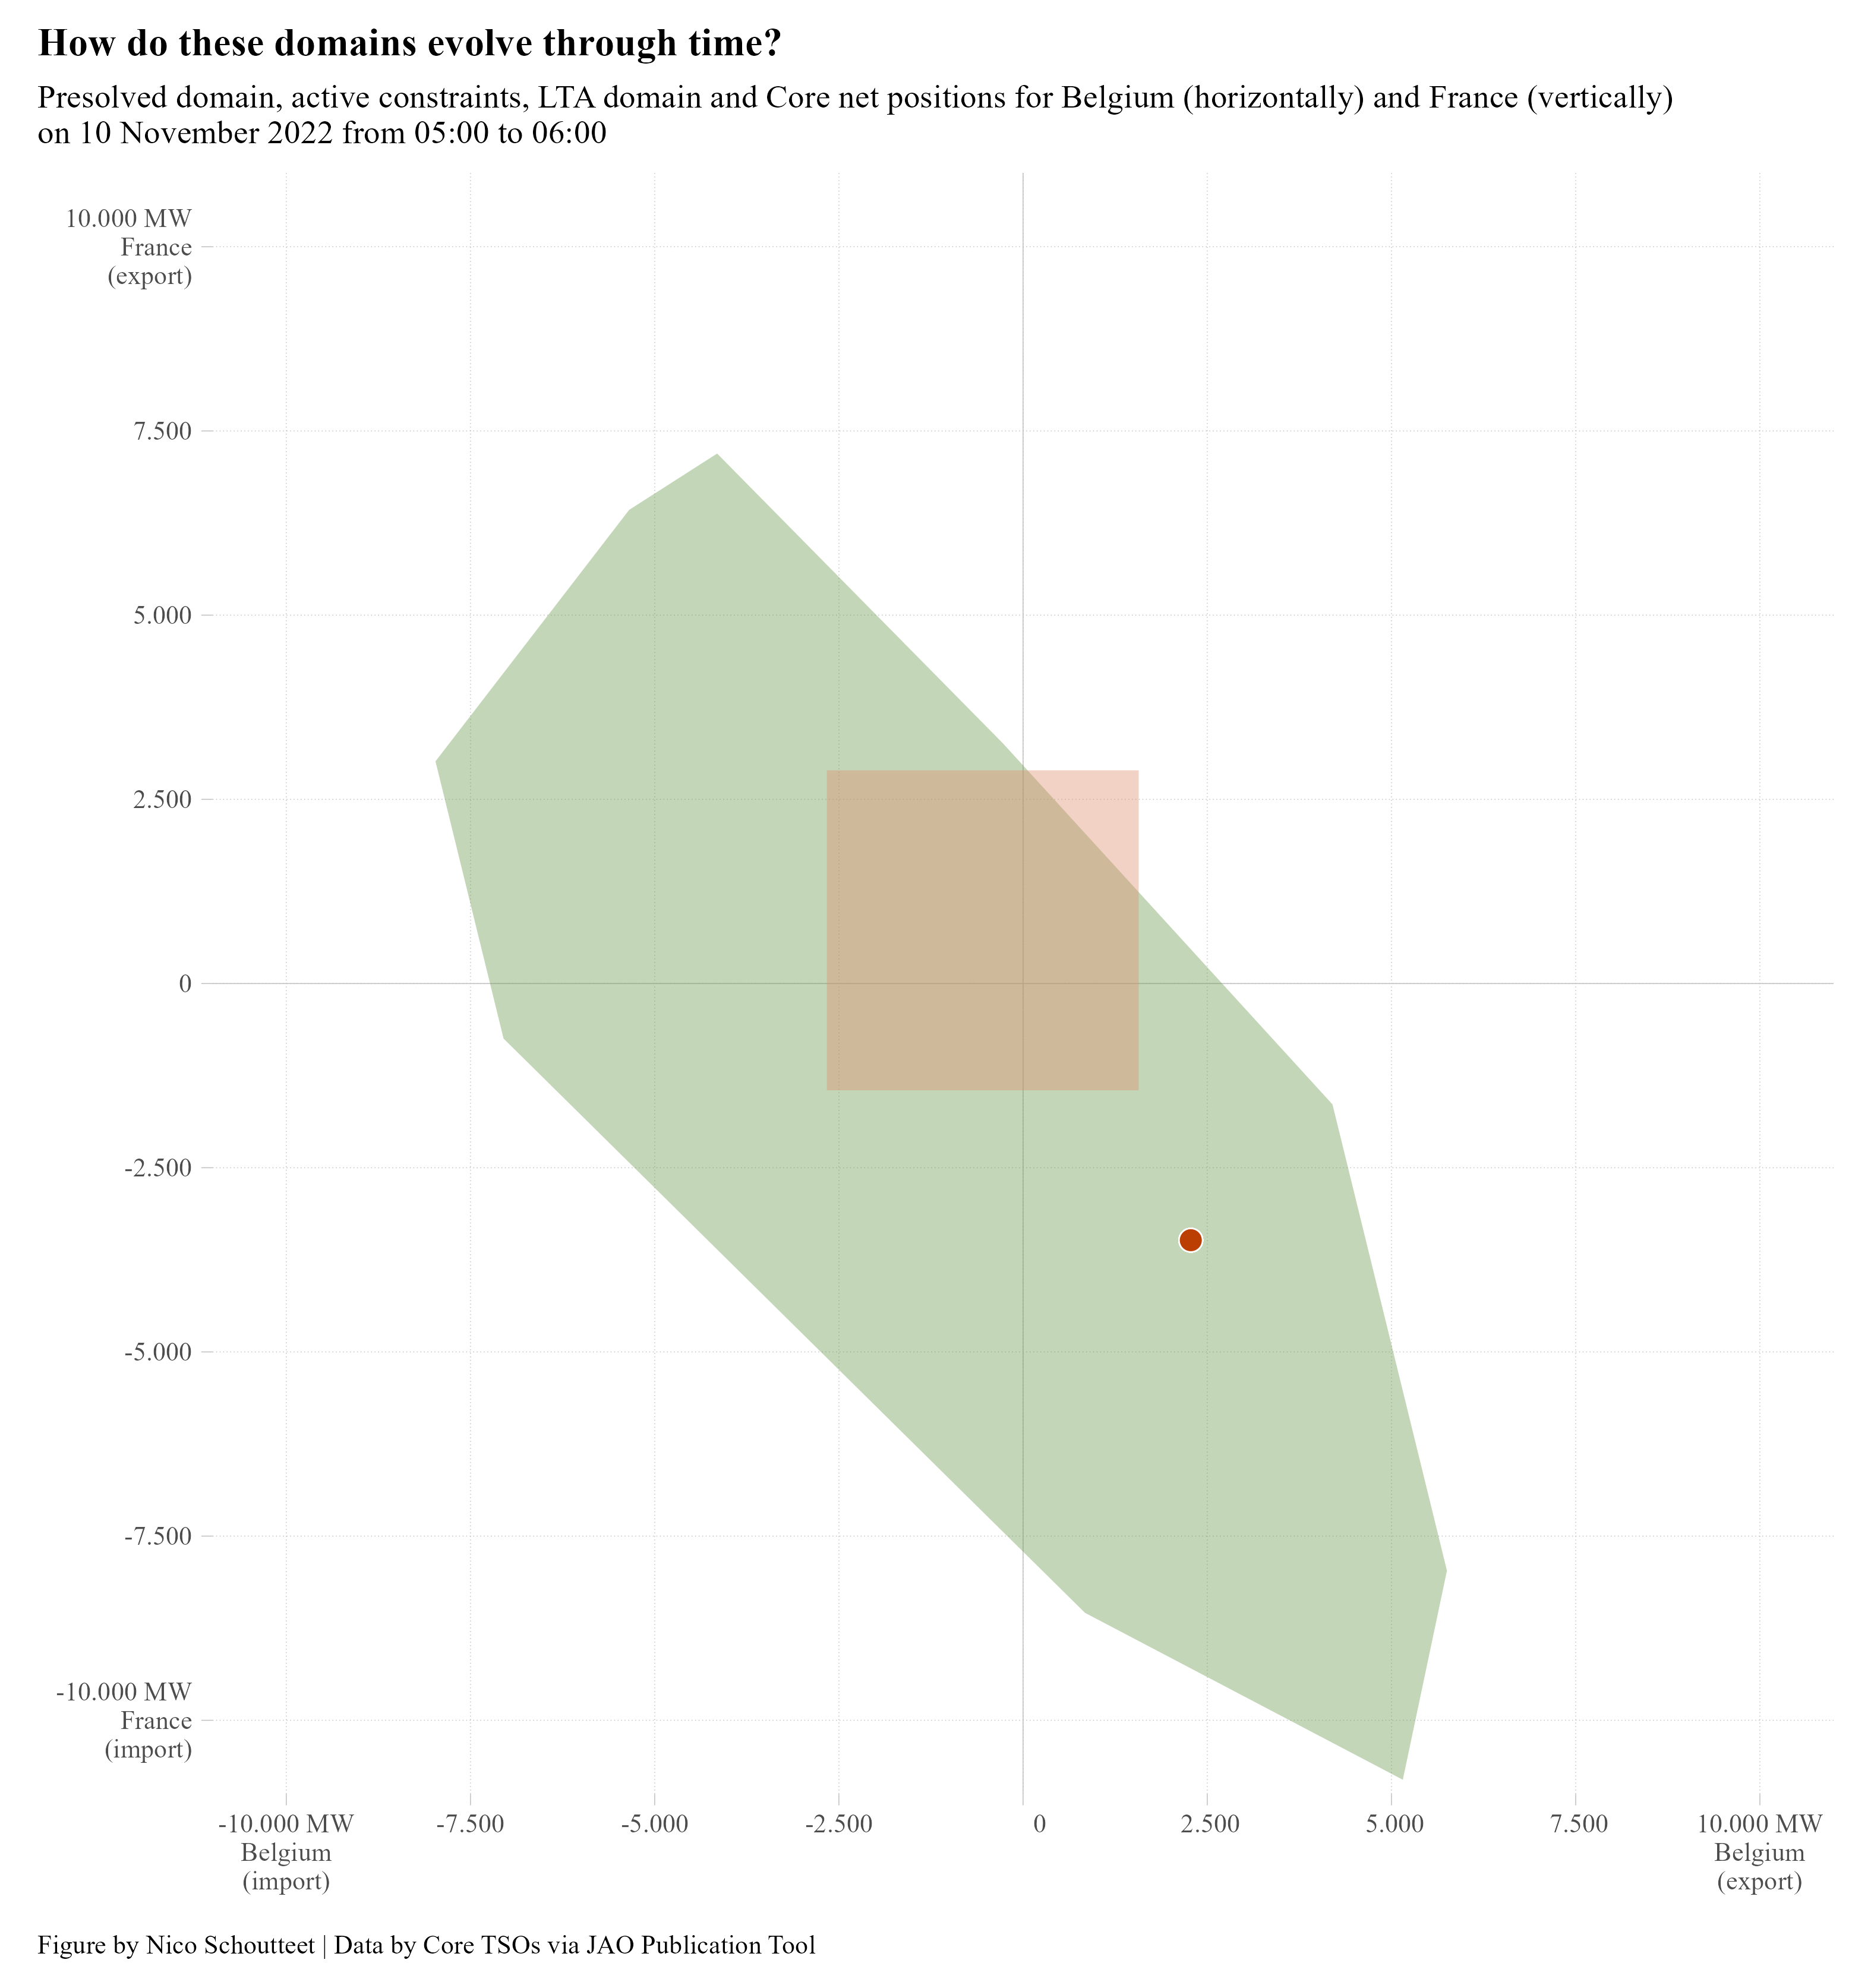 How do these domains evolve through time?
Presolved domain, active constraints, LTA domain and Core net positions for Belgium (horizontally) and France (vertically)
on 10 November 2022 from 05:00 to 06:00
10.000 MW
France
(export)
7.500
5.000
2.500
0
-2.500
-5.000
-7.500
-10.000 MW
France
(import)
-10.000 MW
Belgium
(import)
-7.500
-5.000
-2.500
0
2.500
5.000
7.500
10.000 MW
Belgium
(export)
Figure by Nico Schoutteet | Data by Core TSOs via JAO Publication Tool